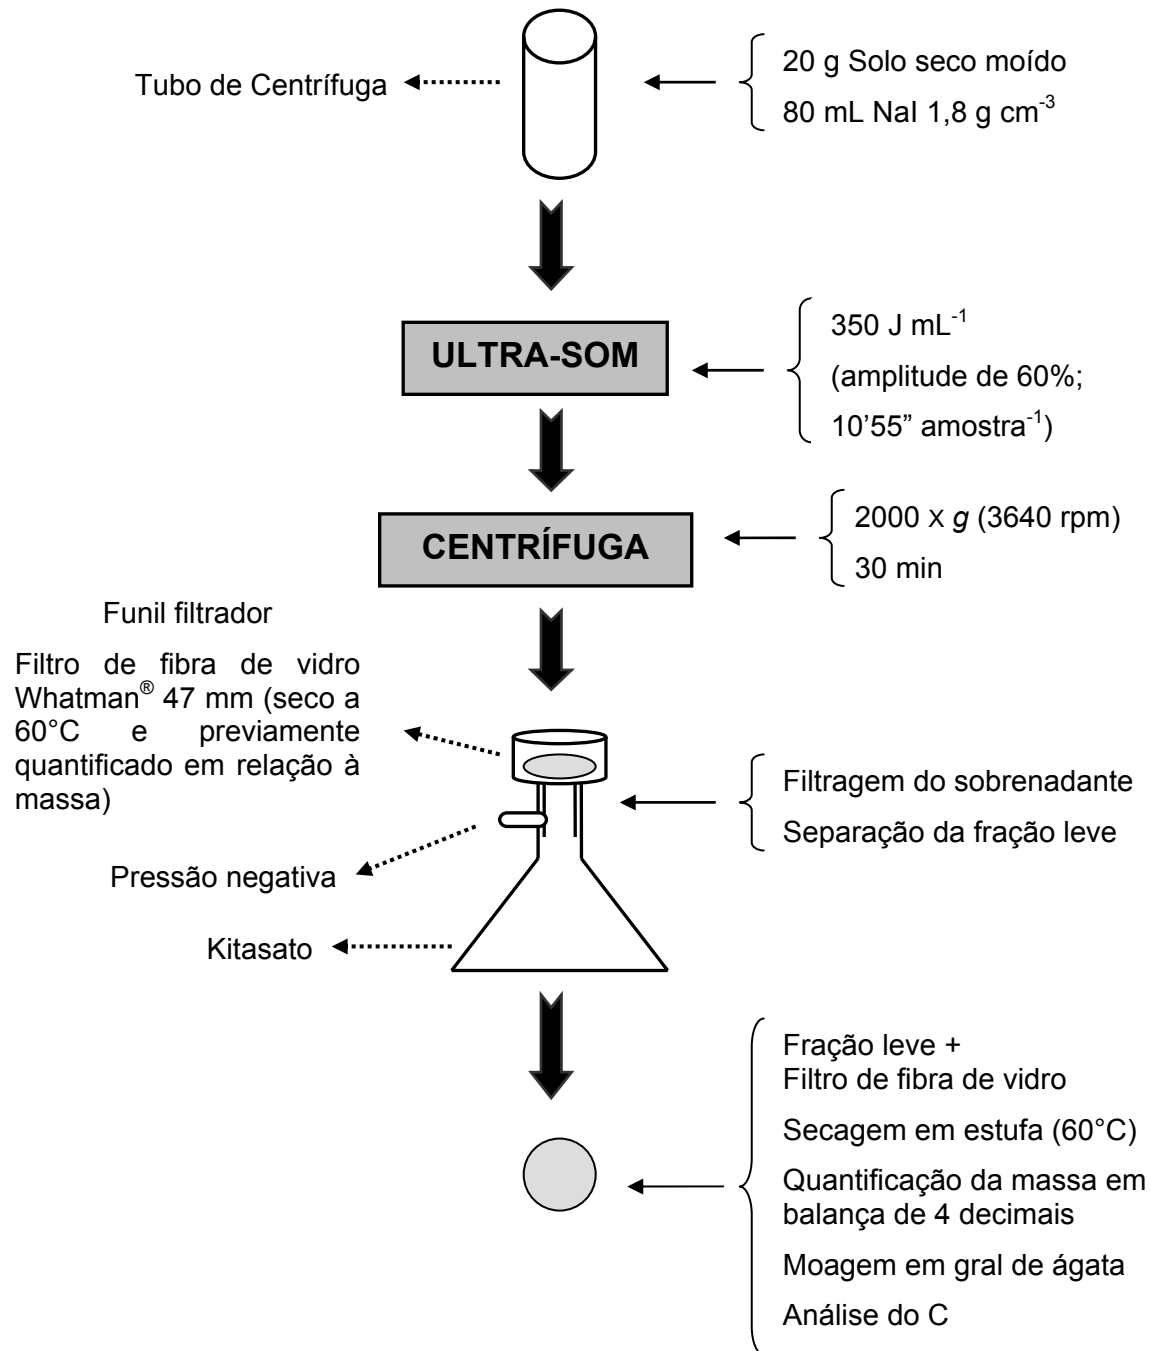 Tubo de Centrífuga
20 g Solo seco moído
80 mL NaI 1,8 g cm⁻³
ULTRA-SOM
350 J mL⁻¹
(amplitude de 60%;
10’55” amostra⁻¹)
CENTRÍFUGA
2000 x g (3640 rpm)
30 min
Funil filtrador
Filtro de fibra de vidro
Whatman® 47 mm (seco a
60°C e previamente
quantificado em relação à
massa)
Filtragem do sobrenadante
Separação da fração leve
Pressão negativa
Kitasato
Fração leve +
Filtro de fibra de vidro
Secagem em estufa (60°C)
Quantificação da massa em
balança de 4 decimais
Moagem em gral de ágata
Análise do C